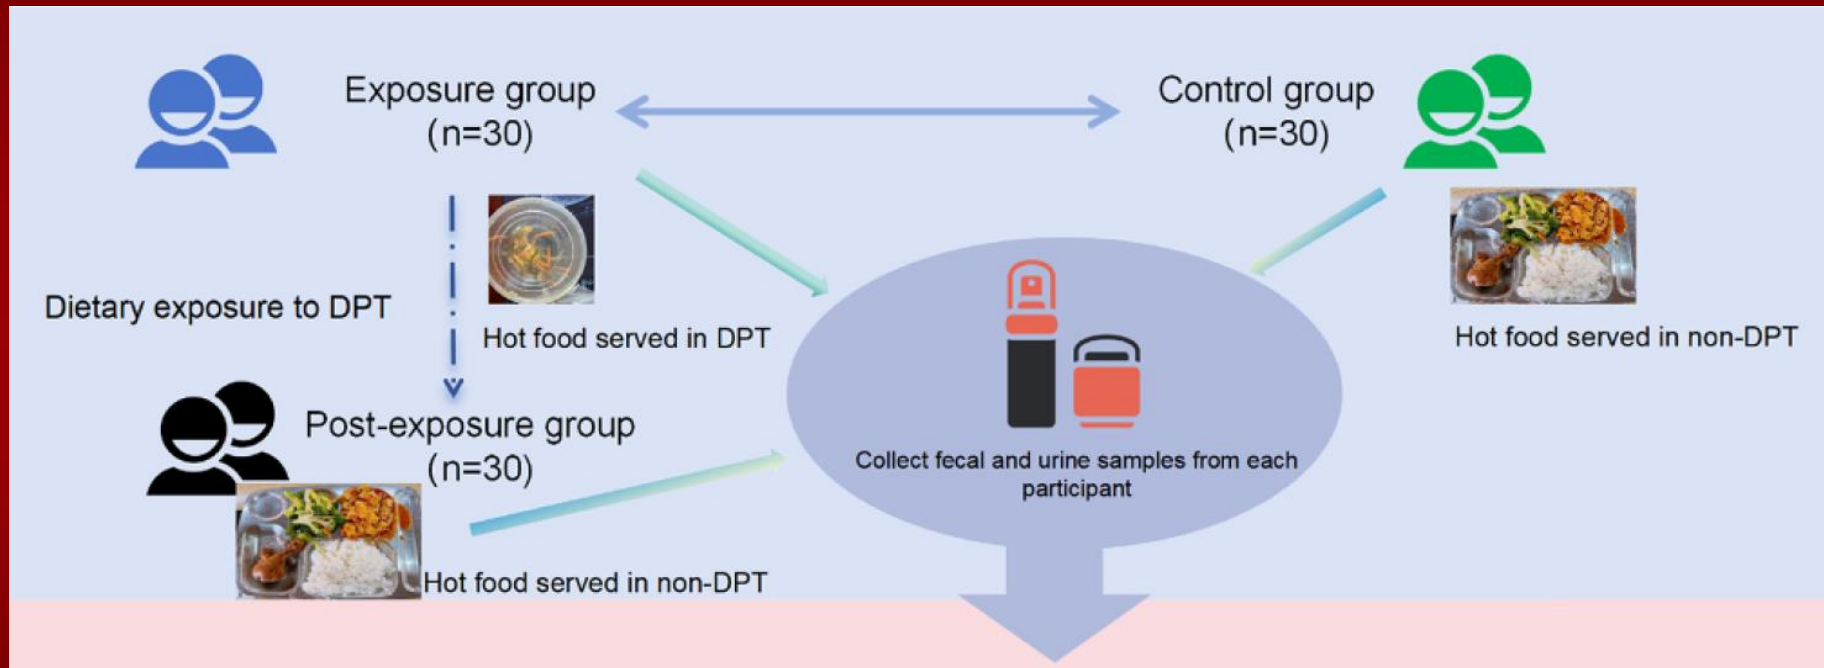 Exposure group
(n=30)
Control group
(n=30)
Dietary exposure to DPT
Hot food served in DPT
Hot food served in non-DPT
Post-exposure group
(n=30)
Hot food served in non-DPT
Collect fecal and urine samples from each
participant